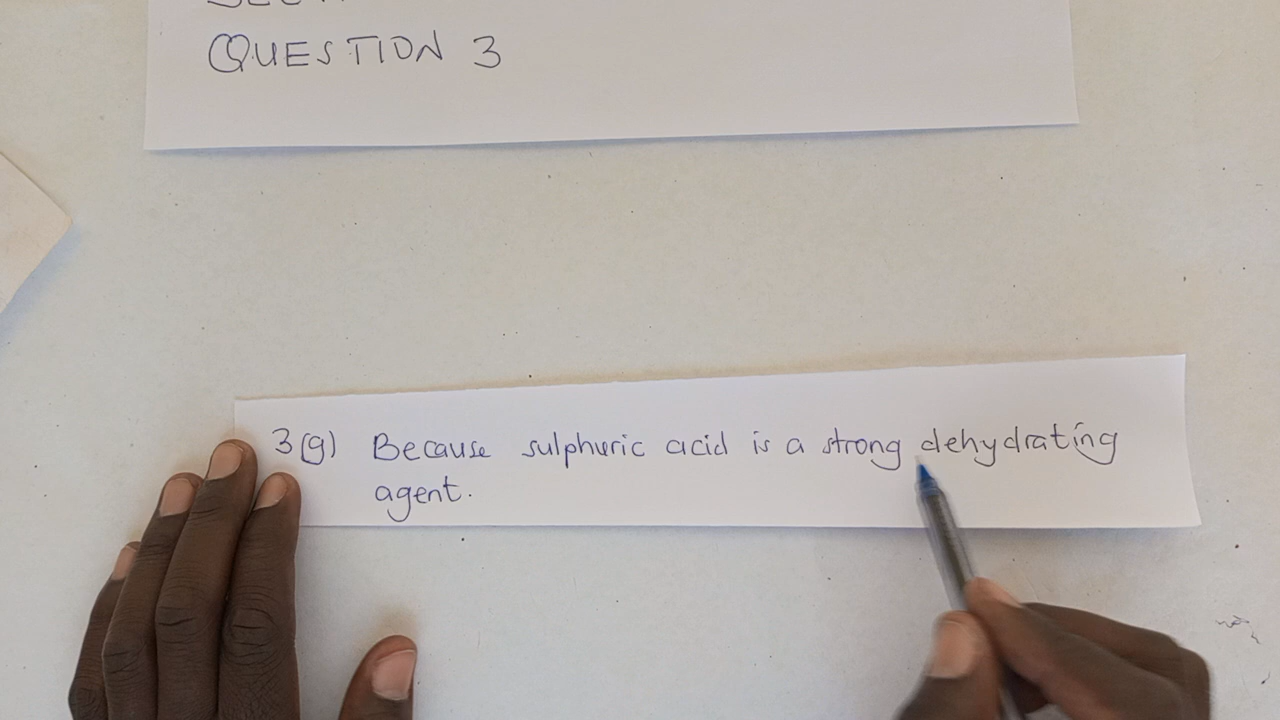 QUESTION 3
3(g) Because sulphuric acid is a strong dehydrating
agent.